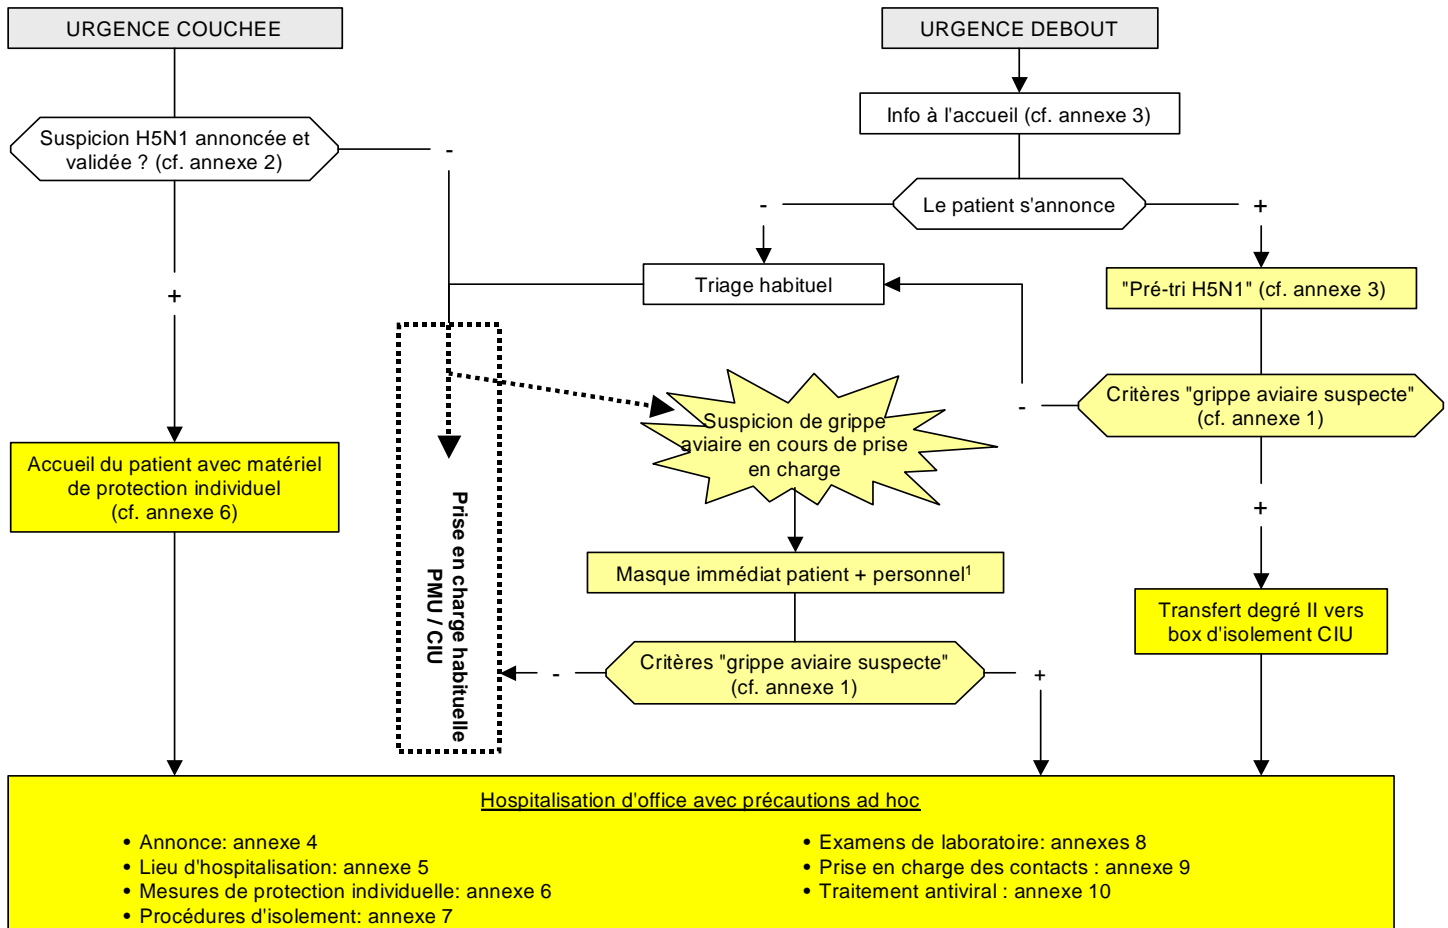 URGENCE COUCHEE
URGENCE DEBOUT
Info à l'accueil (cf. annexe 3)
Suspicion H5N1 annoncée et
validée ? (cf. annexe 2)
-
Le patient s'annonce
-
+
Triage habituel
"Pré-tri H5N1" (cf. annexe 3)
+
Critères "grippe aviaire suspecte"
(cf. annexe 1)
-
Suspicion de grippe
aviaire en cours de prise
en charge
Accueil du patient avec matériel
de protection individuel
(cf. annexe 6)
Prise en charge habituelle
PMU / CIU
+
Masque immédiat patient + personnel¹
Transfert degré II vers
box d'isolement CIU
Critères "grippe aviaire suspecte"
(cf. annexe 1)
-
+
Hospitalisation d'office avec précautions ad hoc
• Annonce: annexe 4
• Lieu d'hospitalisation: annexe 5
• Mesures de protection individuelle: annexe 6
• Procédures d'isolement: annexe 7
• Examens de laboratoire: annexes 8
• Prise en charge des contacts : annexe 9
• Traitement antiviral : annexe 10